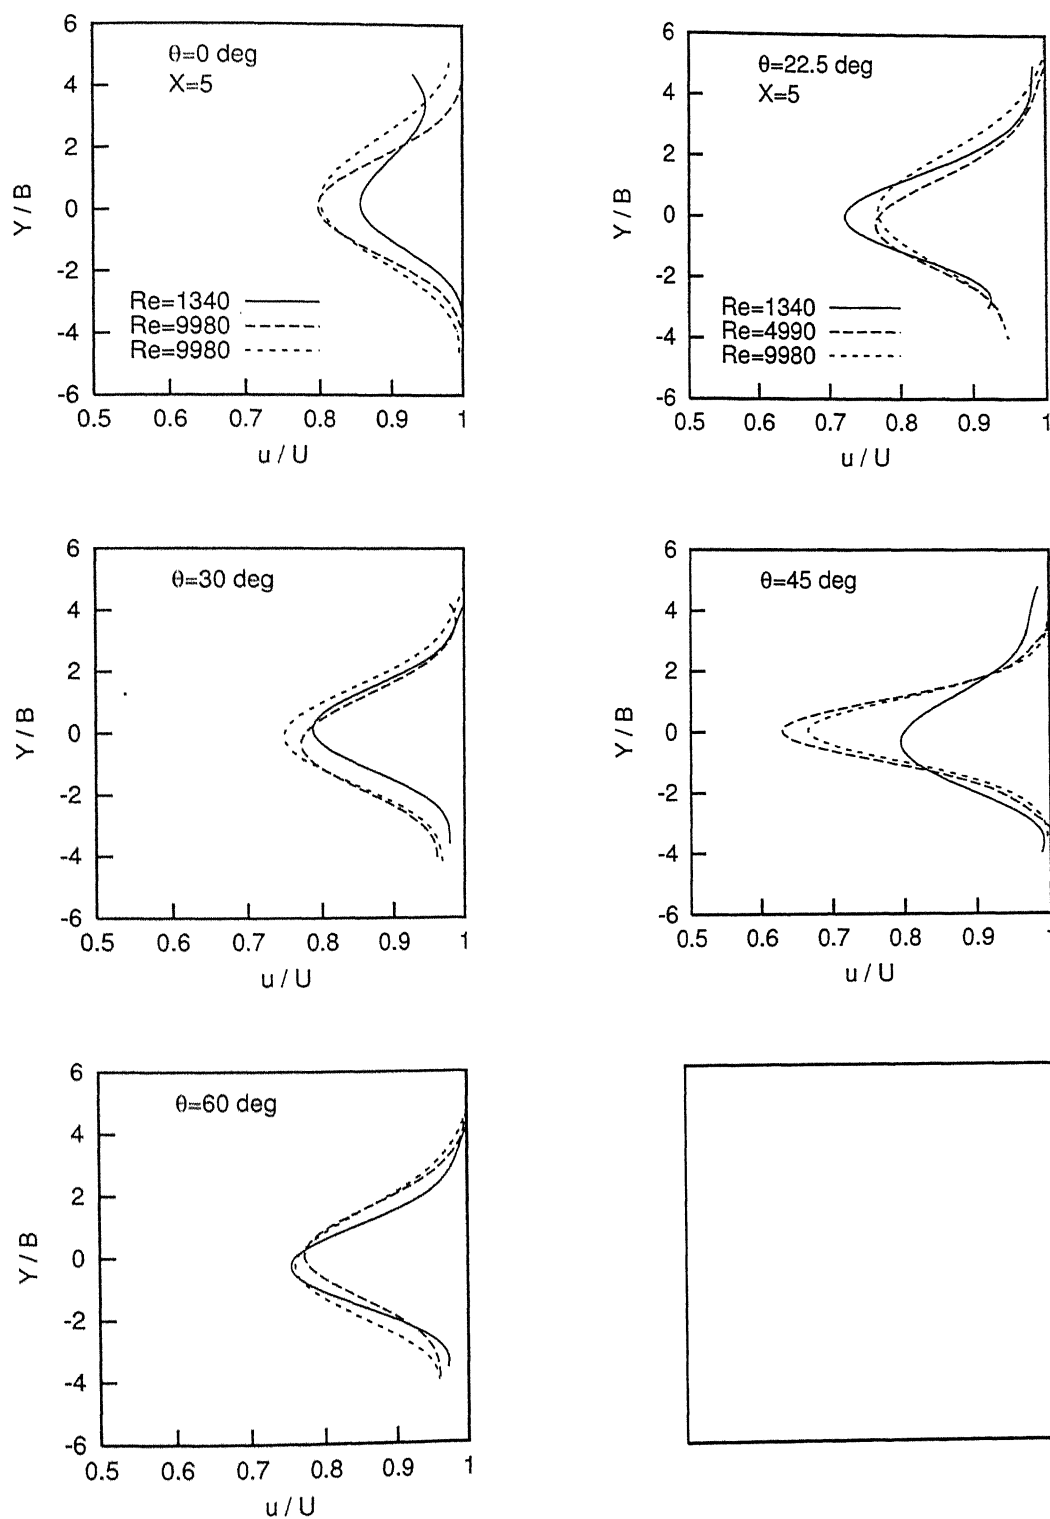 6
θ=0 deg
X=5
4
2
0
-2
-4
-6
Y / B
Re=1340
Re=9980
Re=9980
0.5 0.6 0.7 0.8 0.9 1
u / U
6
θ=22.5 deg
X=5
4
2
0
-2
-4
-6
Y / B
Re=1340
Re=4990
Re=9980
0.5 0.6 0.7 0.8 0.9 1
u / U
6
θ=30 deg
4
2
0
-2
-4
-6
Y / B
0.5 0.6 0.7 0.8 0.9 1
u / U
6
θ=45 deg
4
2
0
-2
-4
-6
Y / B
0.5 0.6 0.7 0.8 0.9 1
u / U
6
θ=60 deg
4
2
0
-2
-4
-6
Y / B
0.5 0.6 0.7 0.8 0.9 1
u / U